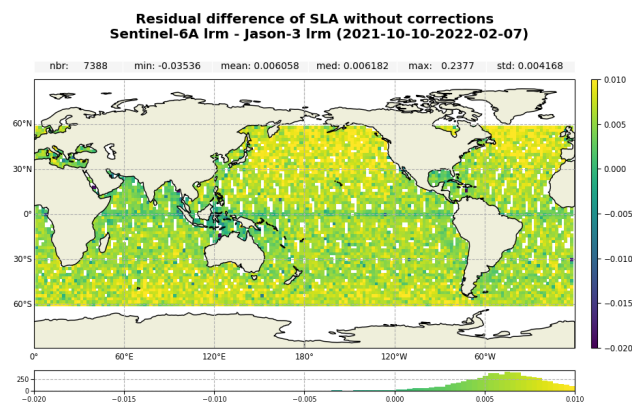 Residual difference of SLA without corrections
Sentinel-6A lrm - Jason-3 lrm (2021-10-10-2022-02-07)
nbr: 7388 min: -0.03536 mean: 0.006058 med: 0.006182 max: 0.2377 std: 0.004168
0.010
60°N
0.005
30°N
0.000
0°
−0.005
30°S
−0.010
60°S
−0.015
−0.020
0° 60°E 120°E 180° 120°W 60°W
250
0
−0.020 −0.015 −0.010 −0.005 0.000 0.005 0.010